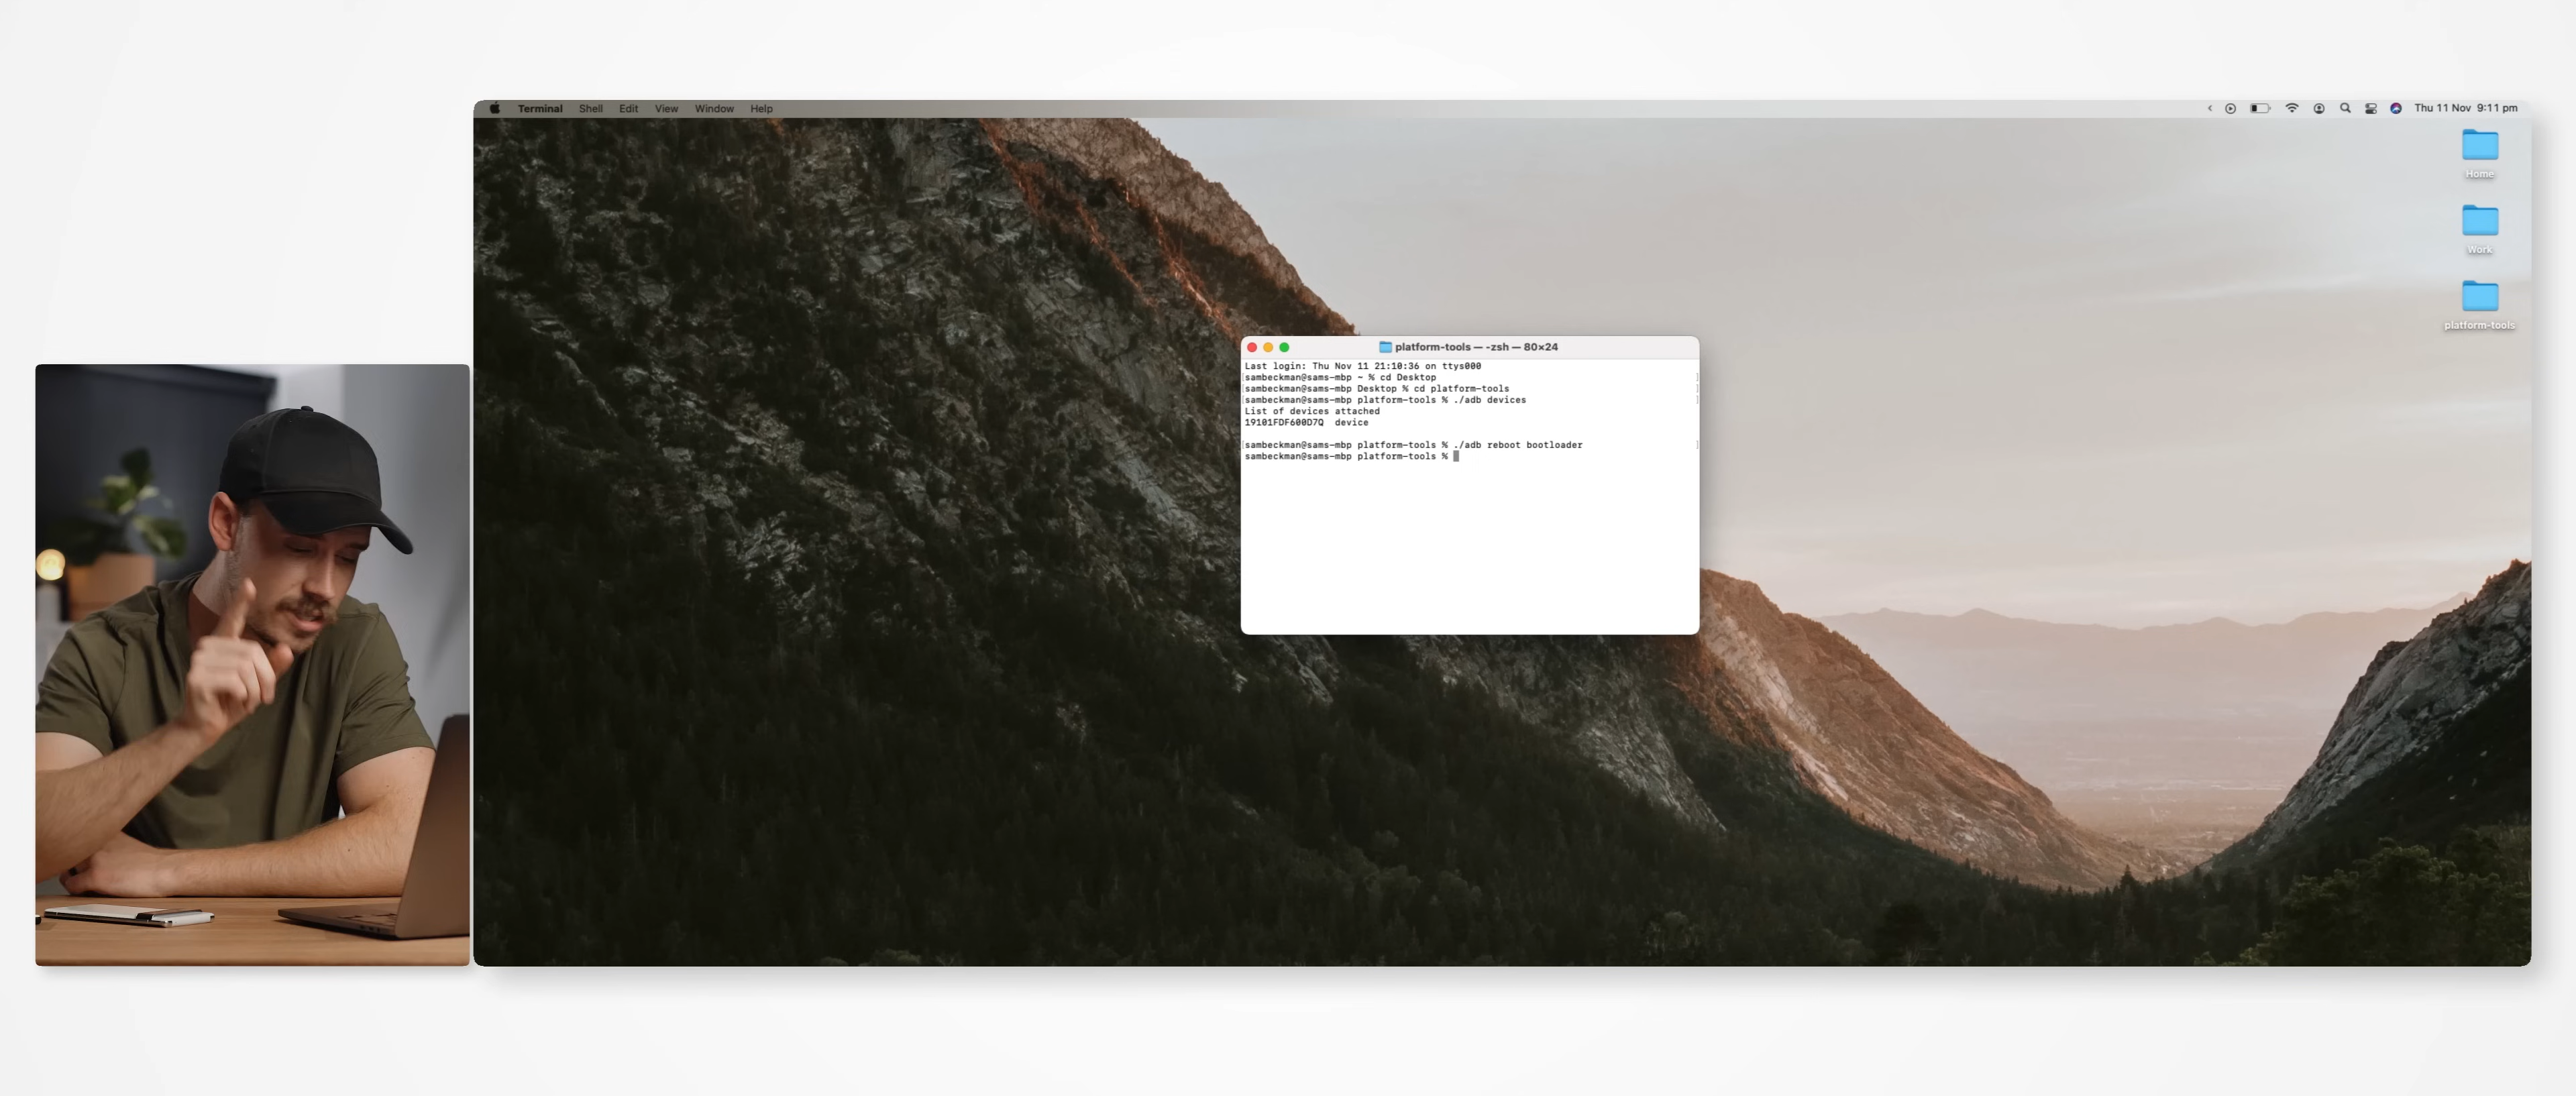 Terminal Shell Edit View Window Help
Thu 11 Nov 9:11 pm
Home
Work
platform-tools
platform-tools — -zsh — 80×24
Last login: Thu Nov 11 21:10:36 on ttys000
[sambeckman@sams-mbp ~ % cd Desktop ]
[sambeckman@sams-mbp Desktop % cd platform-tools ]
[sambeckman@sams-mbp platform-tools % ./adb devices ]
List of devices attached
19101FDF600D7Q device
[sambeckman@sams-mbp platform-tools % ./adb reboot bootloader ]
sambeckman@sams-mbp platform-tools %